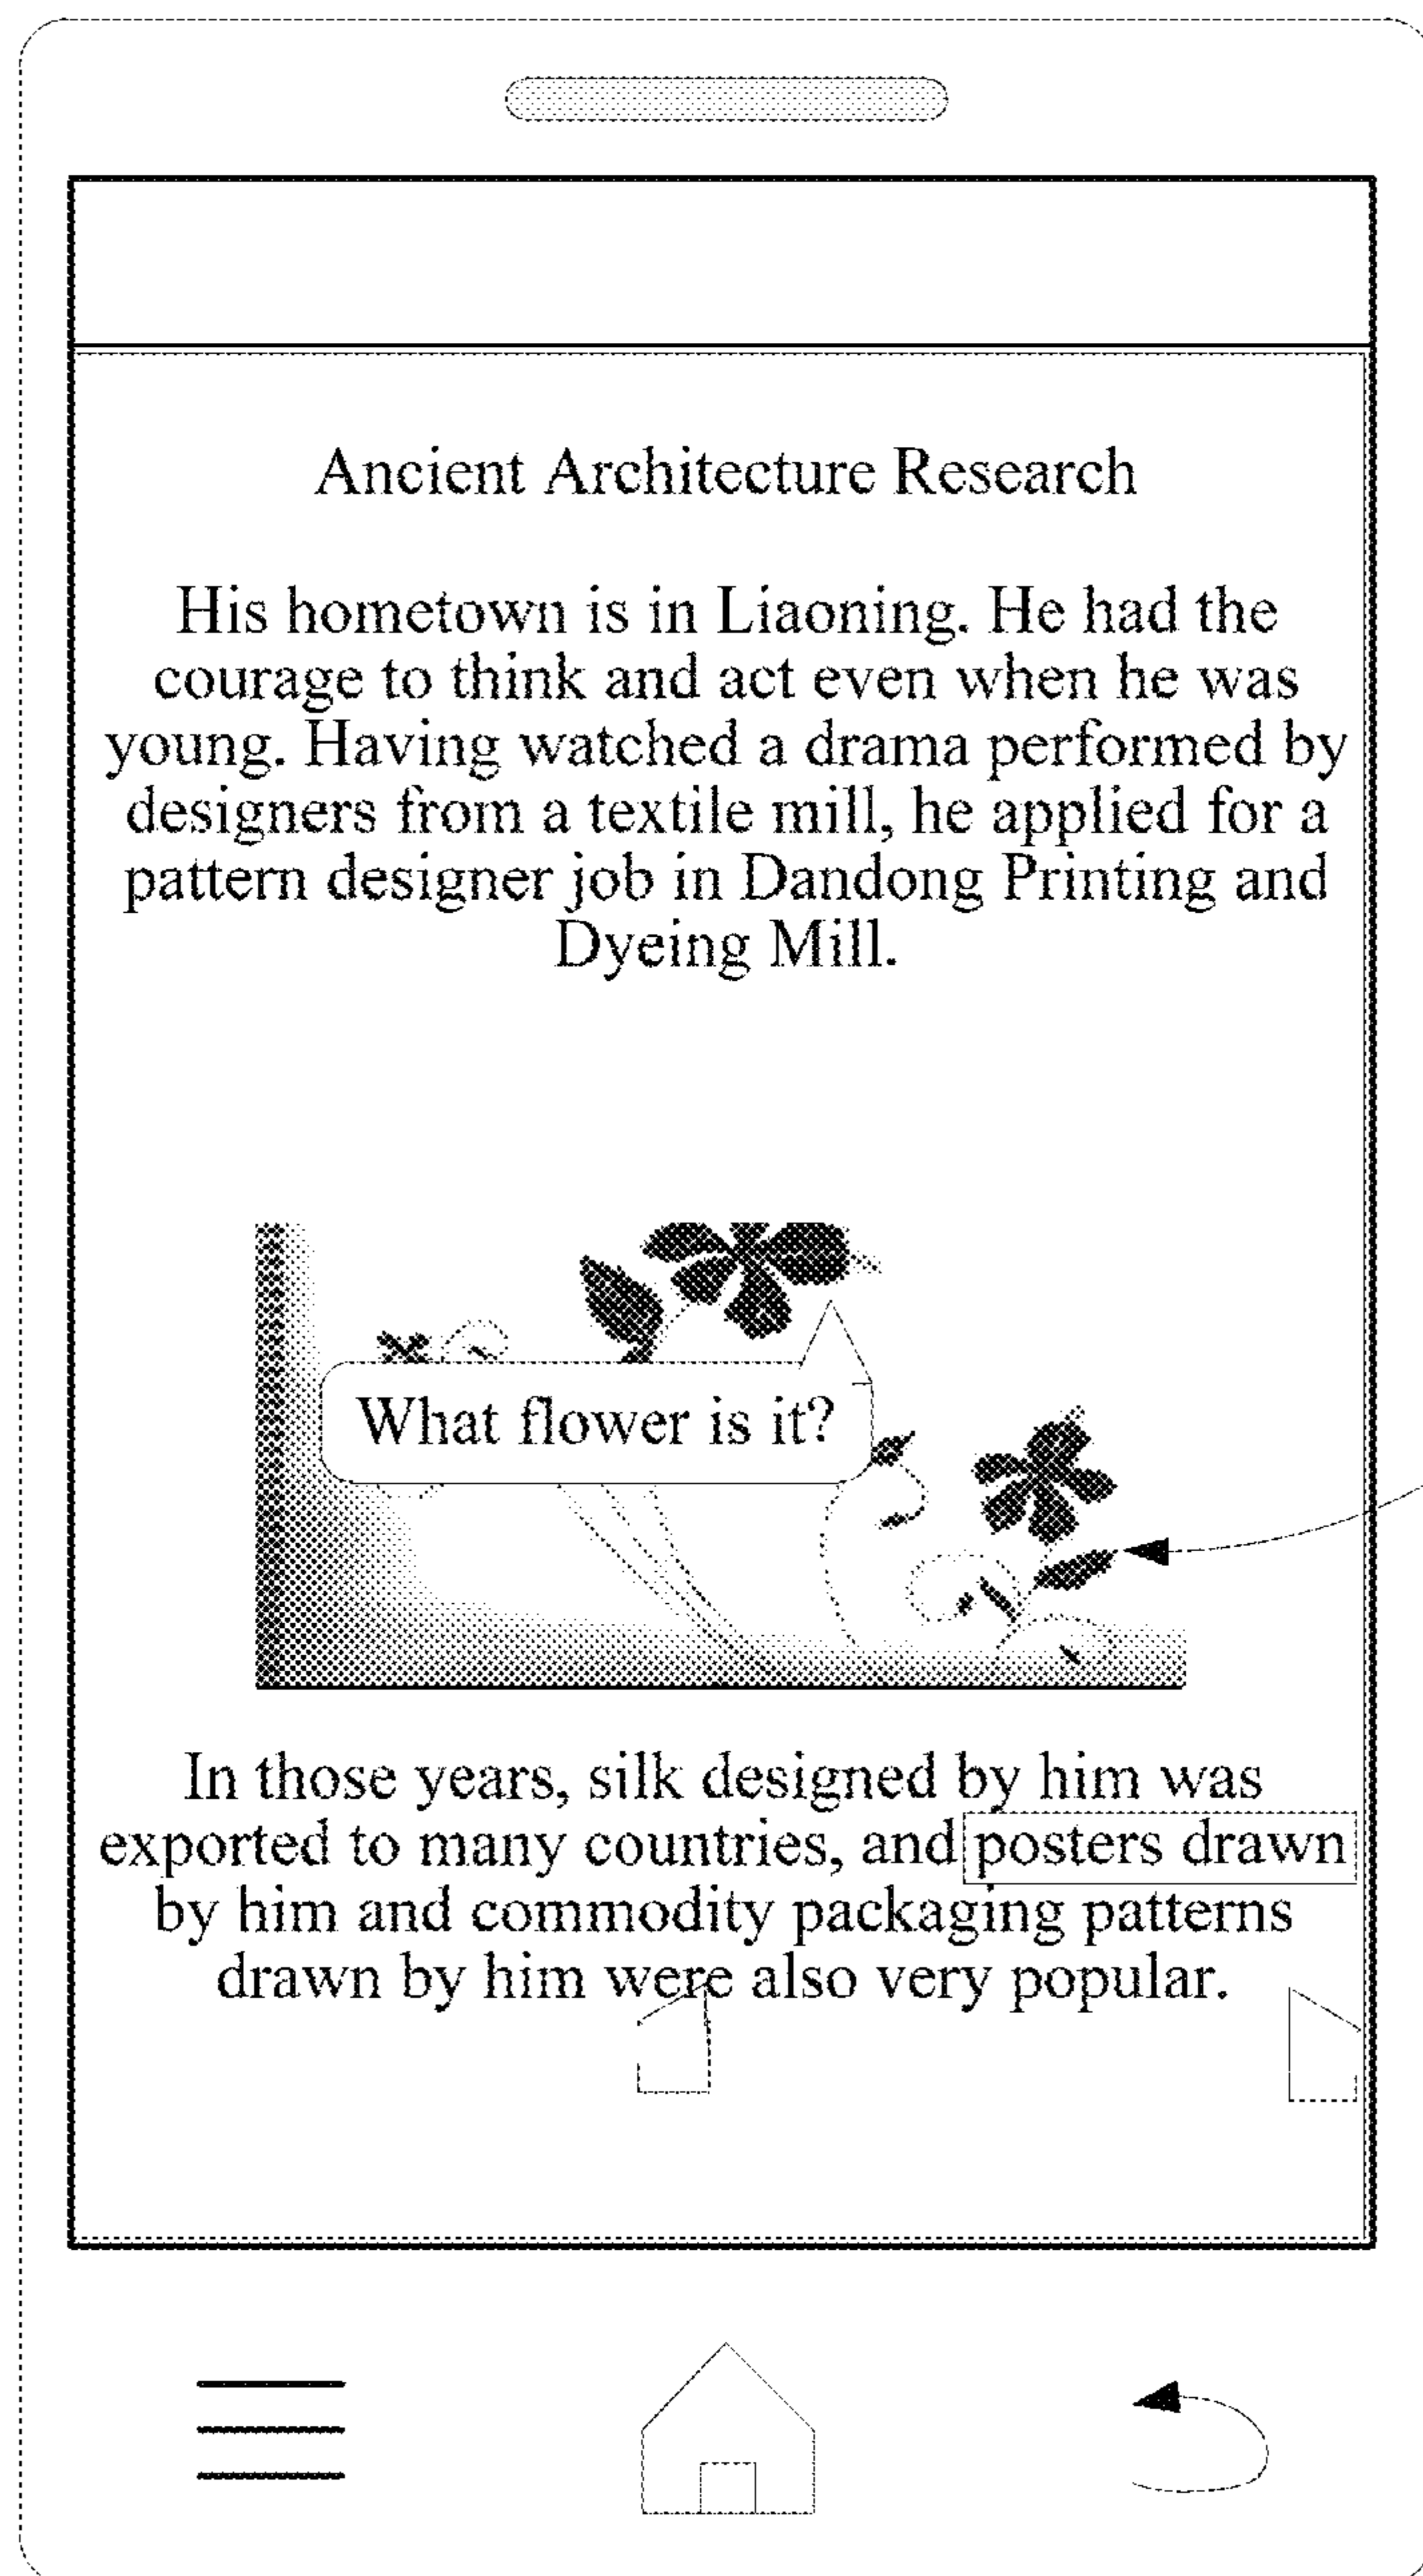 Ancient Architecture Research
His hometown is in Liaoning. He had the
courage to think and act even when he was
young. Having watched a drama performed by
designers from a textile mill, he applied for a
pattern designer job in Dandong Printing and
Dyeing Mill.
What flower is it?
In those years, silk designed by him was
exported to many countries, and posters drawn
by him and commodity packaging patterns
drawn by him were also very popular.